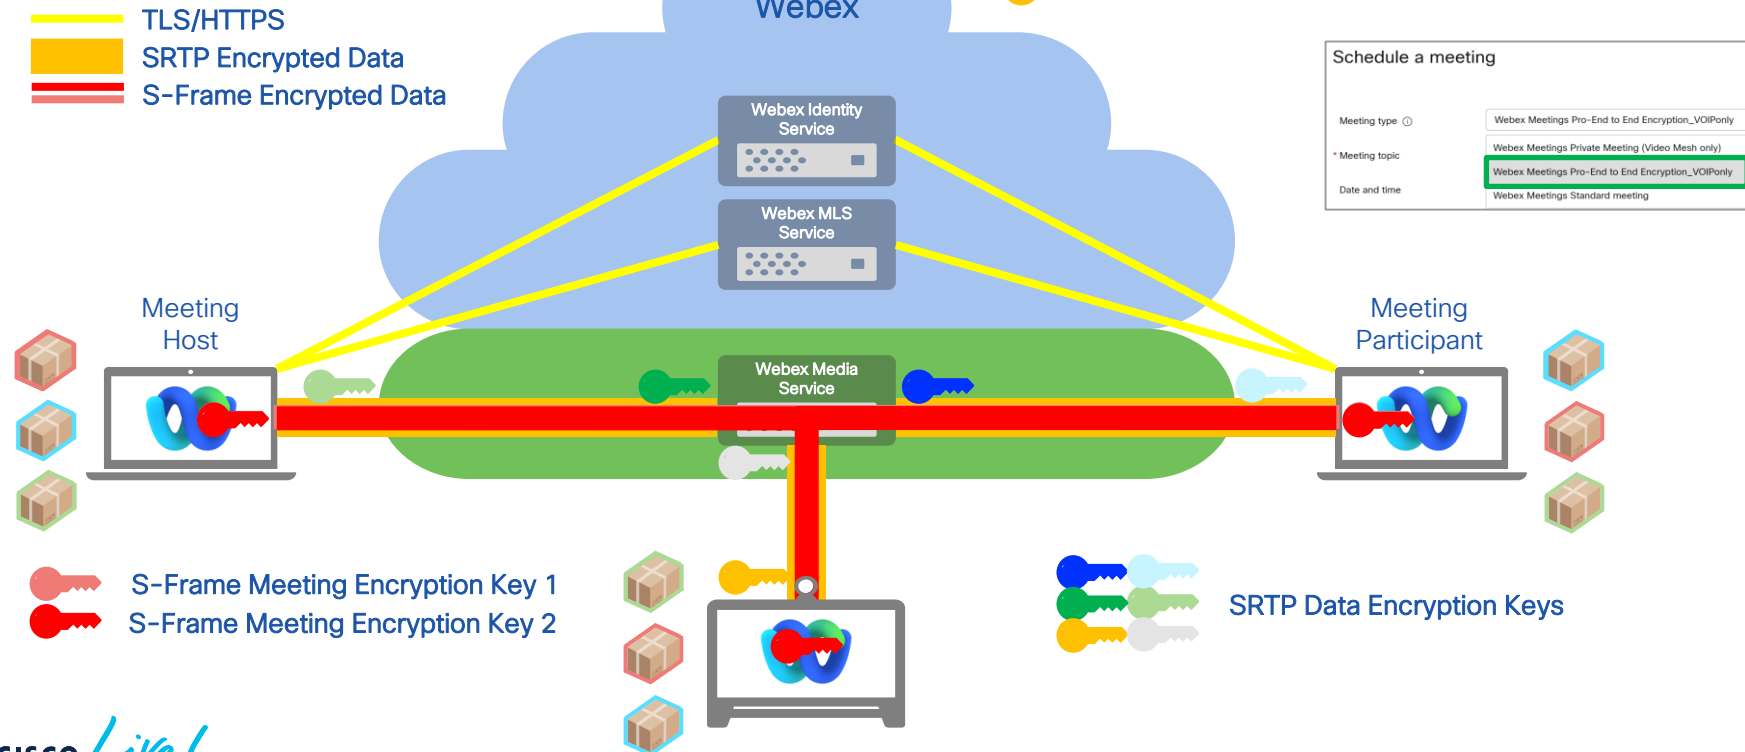 Webex
TLS/HTTPS
SRTP Encrypted Data
S-Frame Encrypted Data
Schedule a meeting
Meeting type
Webex Meetings Pro-End to End Encryption_VOIPonly
* Meeting topic
Webex Meetings Private Meeting (Video Mesh only)
Webex Meetings Pro-End to End Encryption_VOIPonly
Date and time
Webex Meetings Standard meeting
Webex Identity
Service
Webex MLS
Service
Meeting
Host
Meeting
Participant
Webex Media
Service
S-Frame Meeting Encryption Key 1
S-Frame Meeting Encryption Key 2
SRTP Data Encryption Keys
cisco Live!